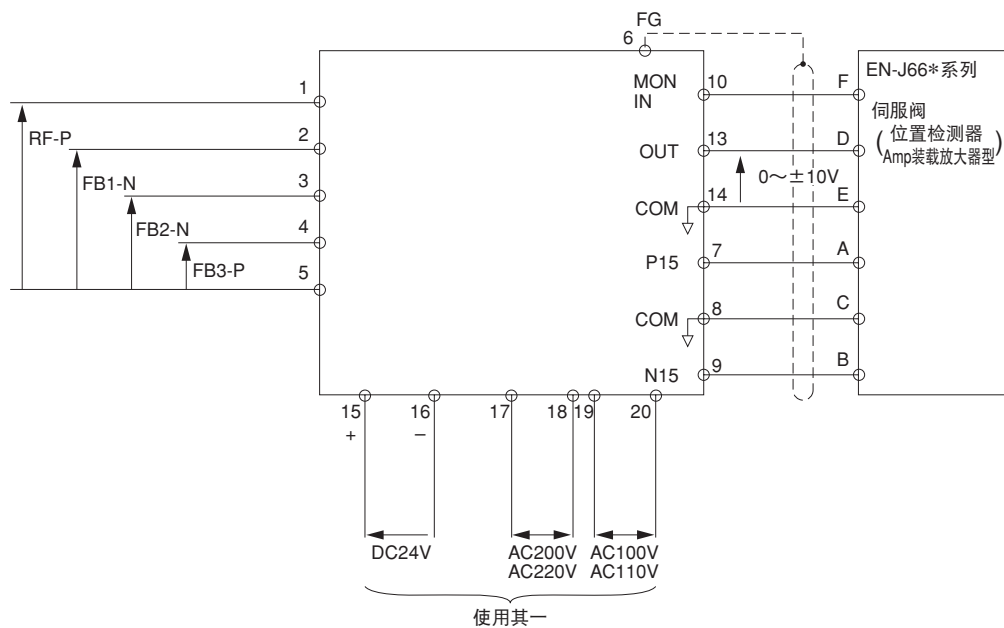 FG
6
1
RF-P
2
FB1-N
3
FB2-N
4
FB3-P
5
MON
IN
10
F
OUT
13
D
0～±10V
COM
14
E
P15
7
A
COM
8
C
N15
9
B
EN-J66*系列
伺服阀
(位置检测器
Amp装载放大器型)
15
16
17
18
19
20
+
−
DC24V
AC200V
AC220V
AC100V
AC110V
使用其一